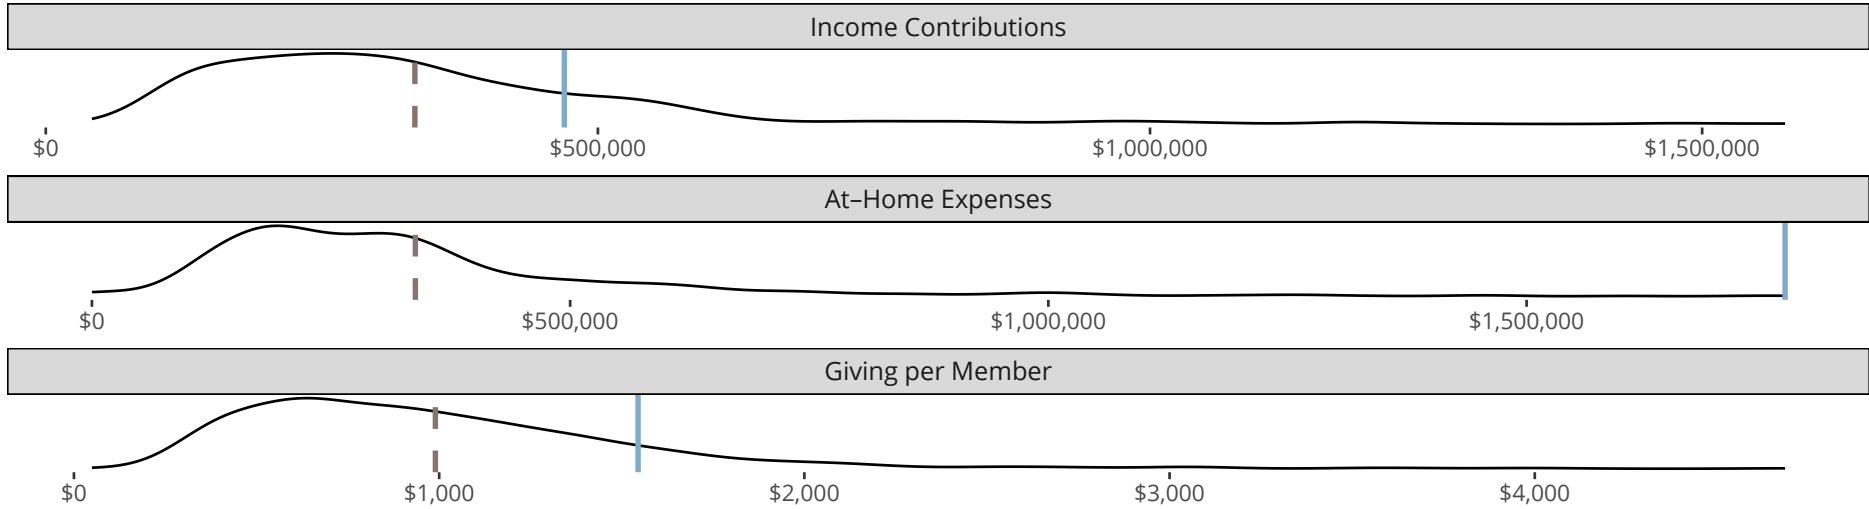 Income Contributions
$0 $500,000 $1,000,000 $1,500,000
At–Home Expenses
$0 $500,000 $1,000,000 $1,500,000
Giving per Member
$0 $1,000 $2,000 $3,000 $4,000